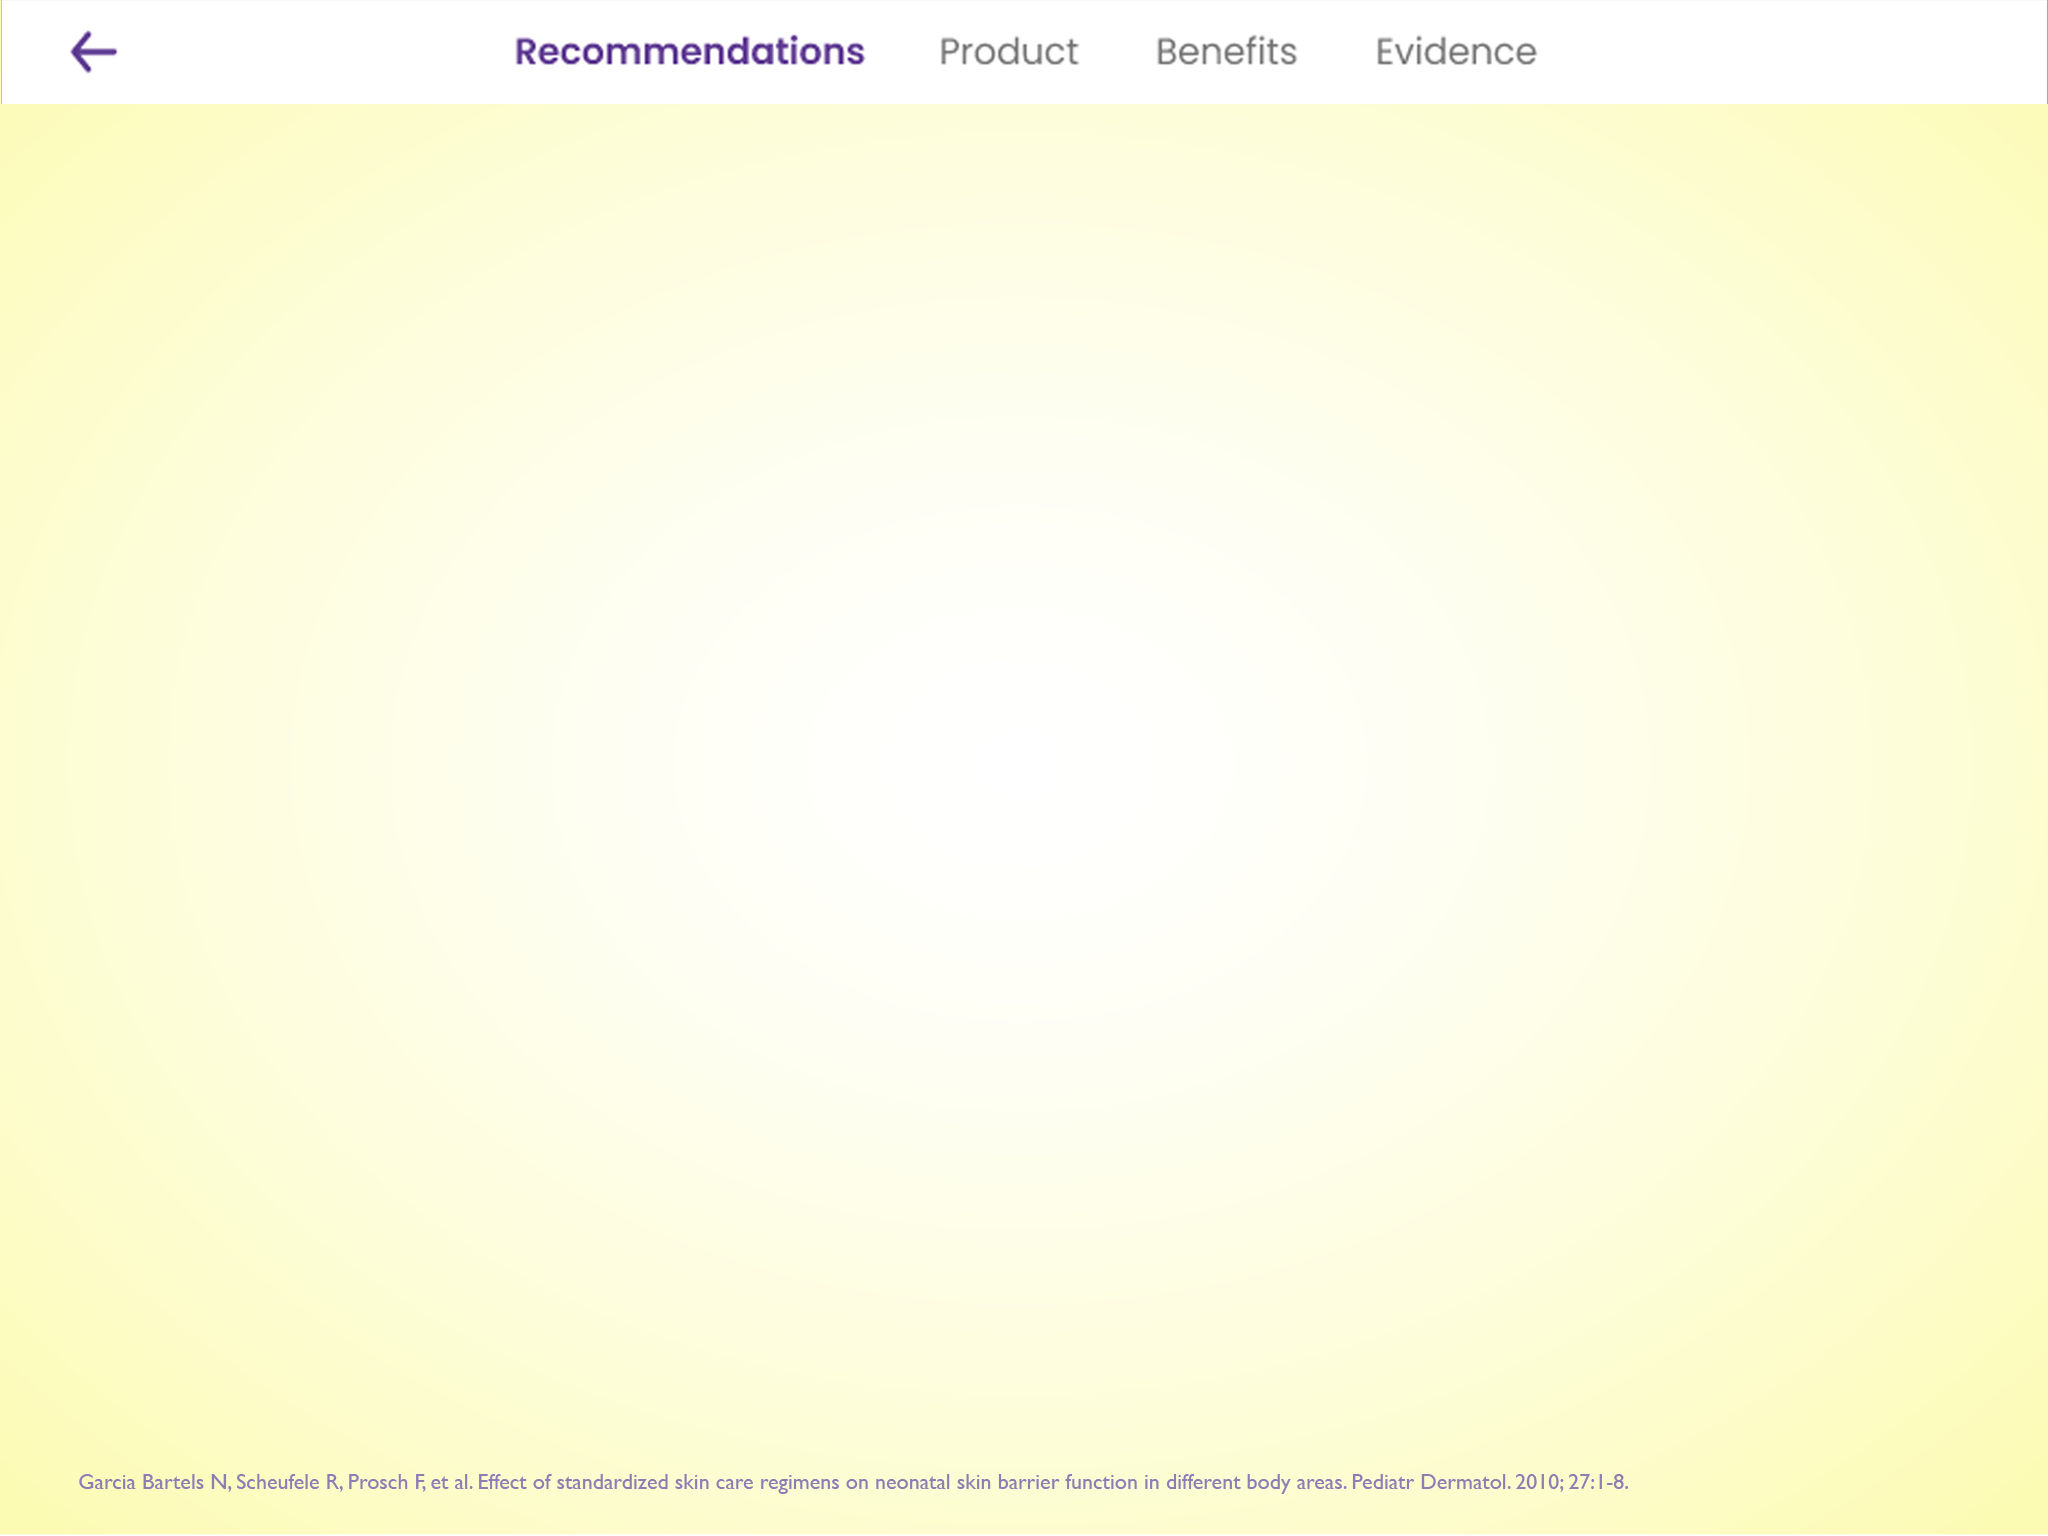 Recommendations Product Benefits Evidence
Garcia Bartels N, Scheufele R, Prosch F, et al. Effect of standardized skin care regimens on neonatal skin barrier function in different body areas. Pediatr Dermatol. 2010; 27:1-8.